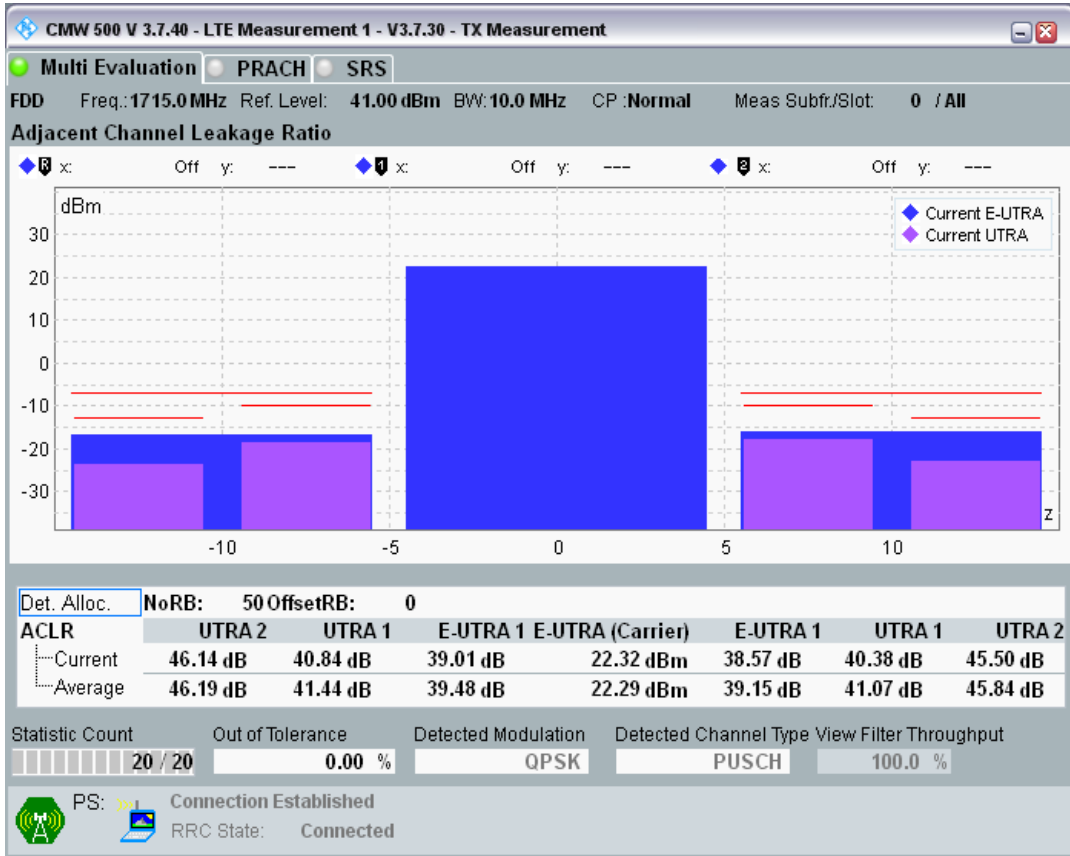 CMW 500 V 3.7.40 - LTE Measurement 1 - V3.7.30 - TX Measurement
Multi Evaluation PRACH SRS
FDD Freq.:1715.0 MHz Ref. Level: 41.00 dBm BW: 10.0 MHz CP :Normal Meas Subfr./Slot: 0 / All
Adjacent Channel Leakage Ratio
R x: Off y: --- 1 x: Off y: --- 2 x: Off y: ---
dBm
Current E-UTRA
Current UTRA
30
20
10
0
-10
-20
-30
z
-10 -5 0 5 10
Det. Alloc. NoRB: 50 OffsetRB: 0
ACLR UTRA 2 UTRA 1 E-UTRA 1 E-UTRA (Carrier) E-UTRA 1 UTRA 1 UTRA 2
Current 46.14 dB 40.84 dB 39.01 dB 22.32 dBm 38.57 dB 40.38 dB 45.50 dB
Average 46.19 dB 41.44 dB 39.48 dB 22.29 dBm 39.15 dB 41.07 dB 45.84 dB
Statistic Count Out of Tolerance Detected Modulation Detected Channel Type View Filter Throughput
20 / 20 0.00 % QPSK PUSCH 100.0 %
PS: Connection Established
RRC State: Connected